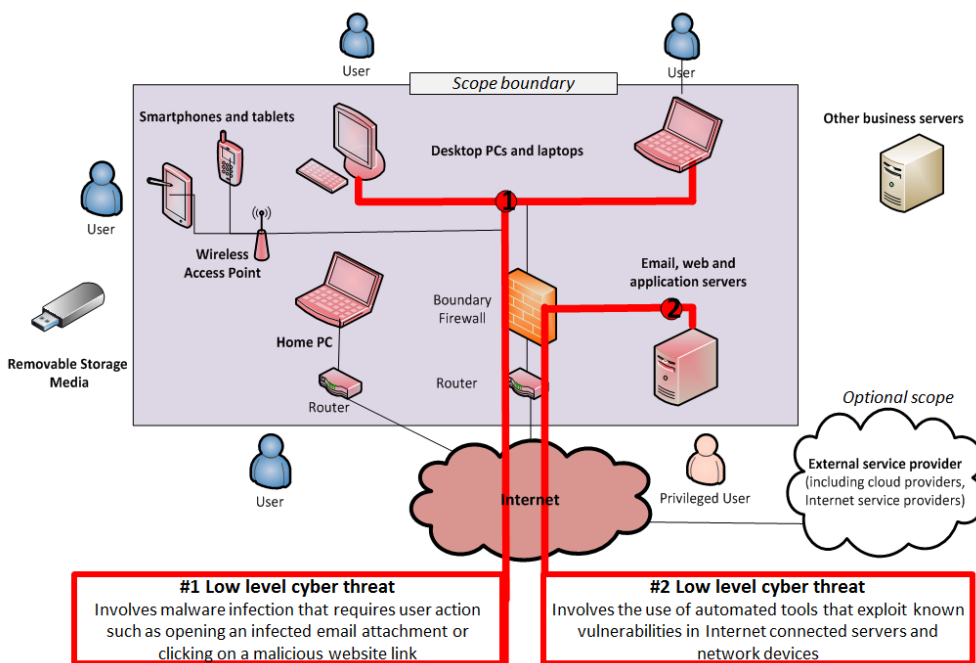 User
User
Scope boundary
Smartphones and tablets
Desktop PCs and laptops
Other business servers
1
User
Wireless
Access Point
Email, web and
application servers
Boundary
Firewall
2
Home PC
Removable Storage
Media
Router
Router
Optional scope
User
Internet
Privileged User
External service provider
(including cloud providers,
Internet service providers)
#1 Low level cyber threat
Involves malware infection that requires user action
such as opening an infected email attachment or
clicking on a malicious website link
#2 Low level cyber threat
Involves the use of automated tools that exploit known
vulnerabilities in Internet connected servers and
network devices